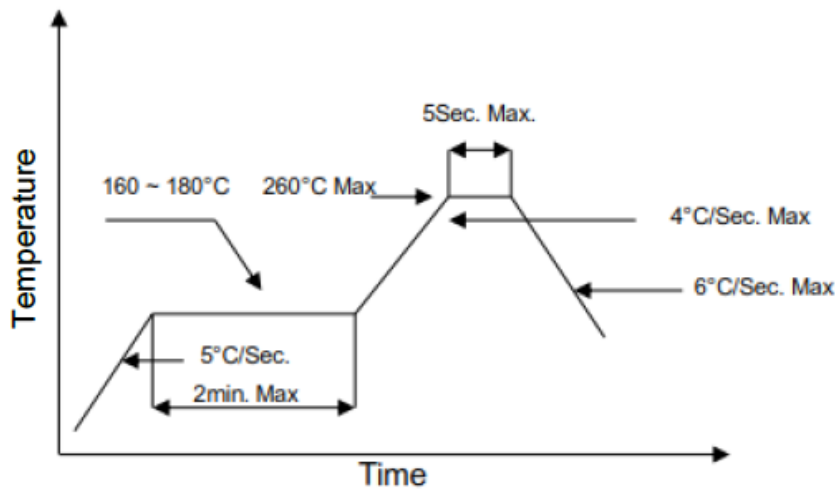 5Sec. Max.
160 ~ 180°C
260°C Max
4°C/Sec. Max
6°C/Sec. Max
5°C/Sec.
2min. Max
Temperature
Time